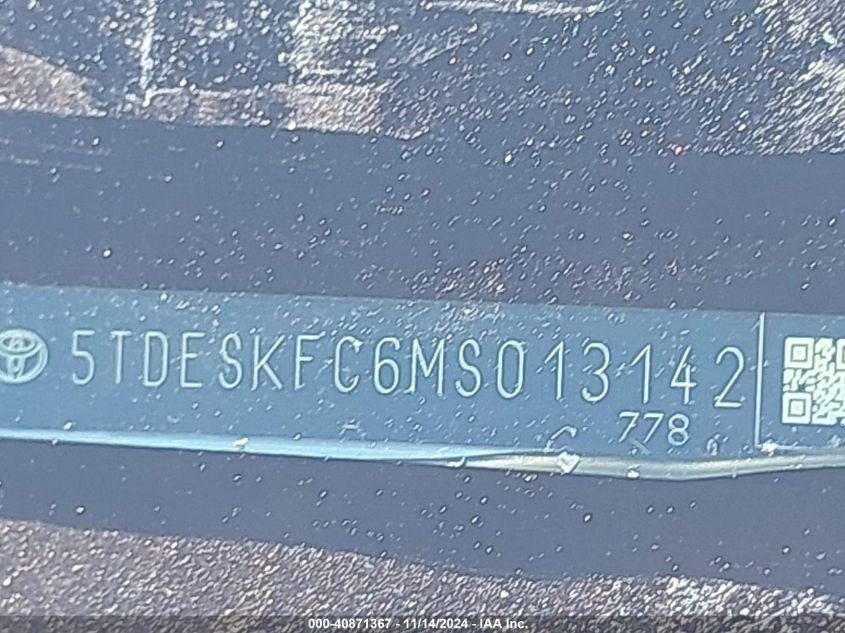 5TDESKFC6MS013142
778
000-40871367 - 11/14/2024 - IAA Inc.